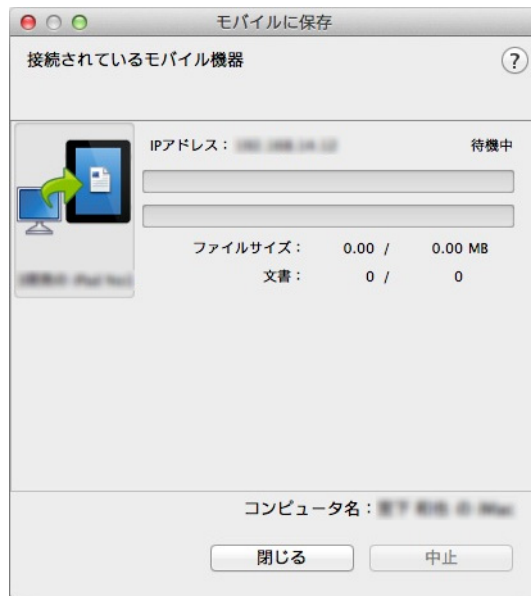 モバイルに保存
接続されているモバイル機器
?
IPアドレス： 待機中
ファイルサイズ： 0.00 / 0.00 MB
文書： 0 / 0
コンピュータ名：
閉じる 中止